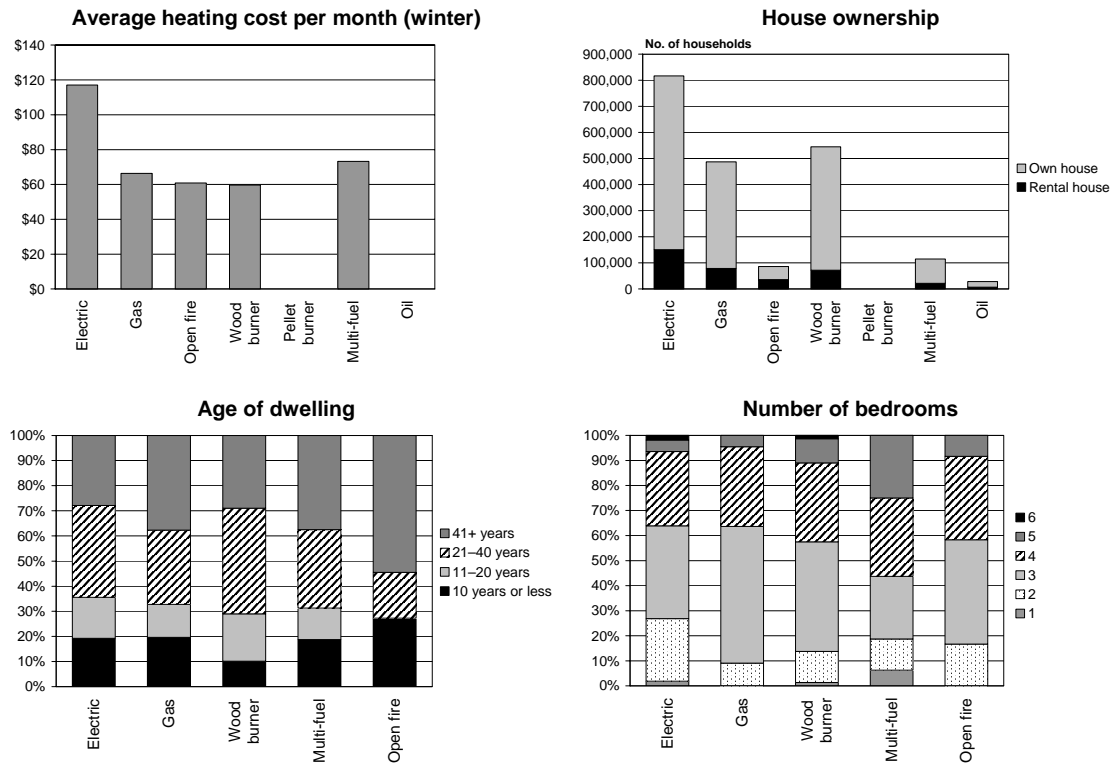 Average heating cost per month (winter)
$140
$120
$100
$80
$60
$40
$20
$0
Electric
Gas
Open fire
Wood
burner
Pellet
burner
Multi-fuel
Oil
House ownership
No. of households
900,000
800,000
700,000
600,000
500,000
400,000
300,000
200,000
100,000
0
Electric
Gas
Open fire
Wood
burner
Pellet
burner
Multi-fuel
Oil
Own house
Rental house
Age of dwelling
100%
90%
80%
70%
60%
50%
40%
30%
20%
10%
0%
Electric
Gas
Wood
burner
Multi-fuel
Open fire
41+ years
21–40 years
11–20 years
10 years or less
Number of bedrooms
100%
90%
80%
70%
60%
50%
40%
30%
20%
10%
0%
Electric
Gas
Wood
burner
Multi-fuel
Open fire
6
5
4
3
2
1